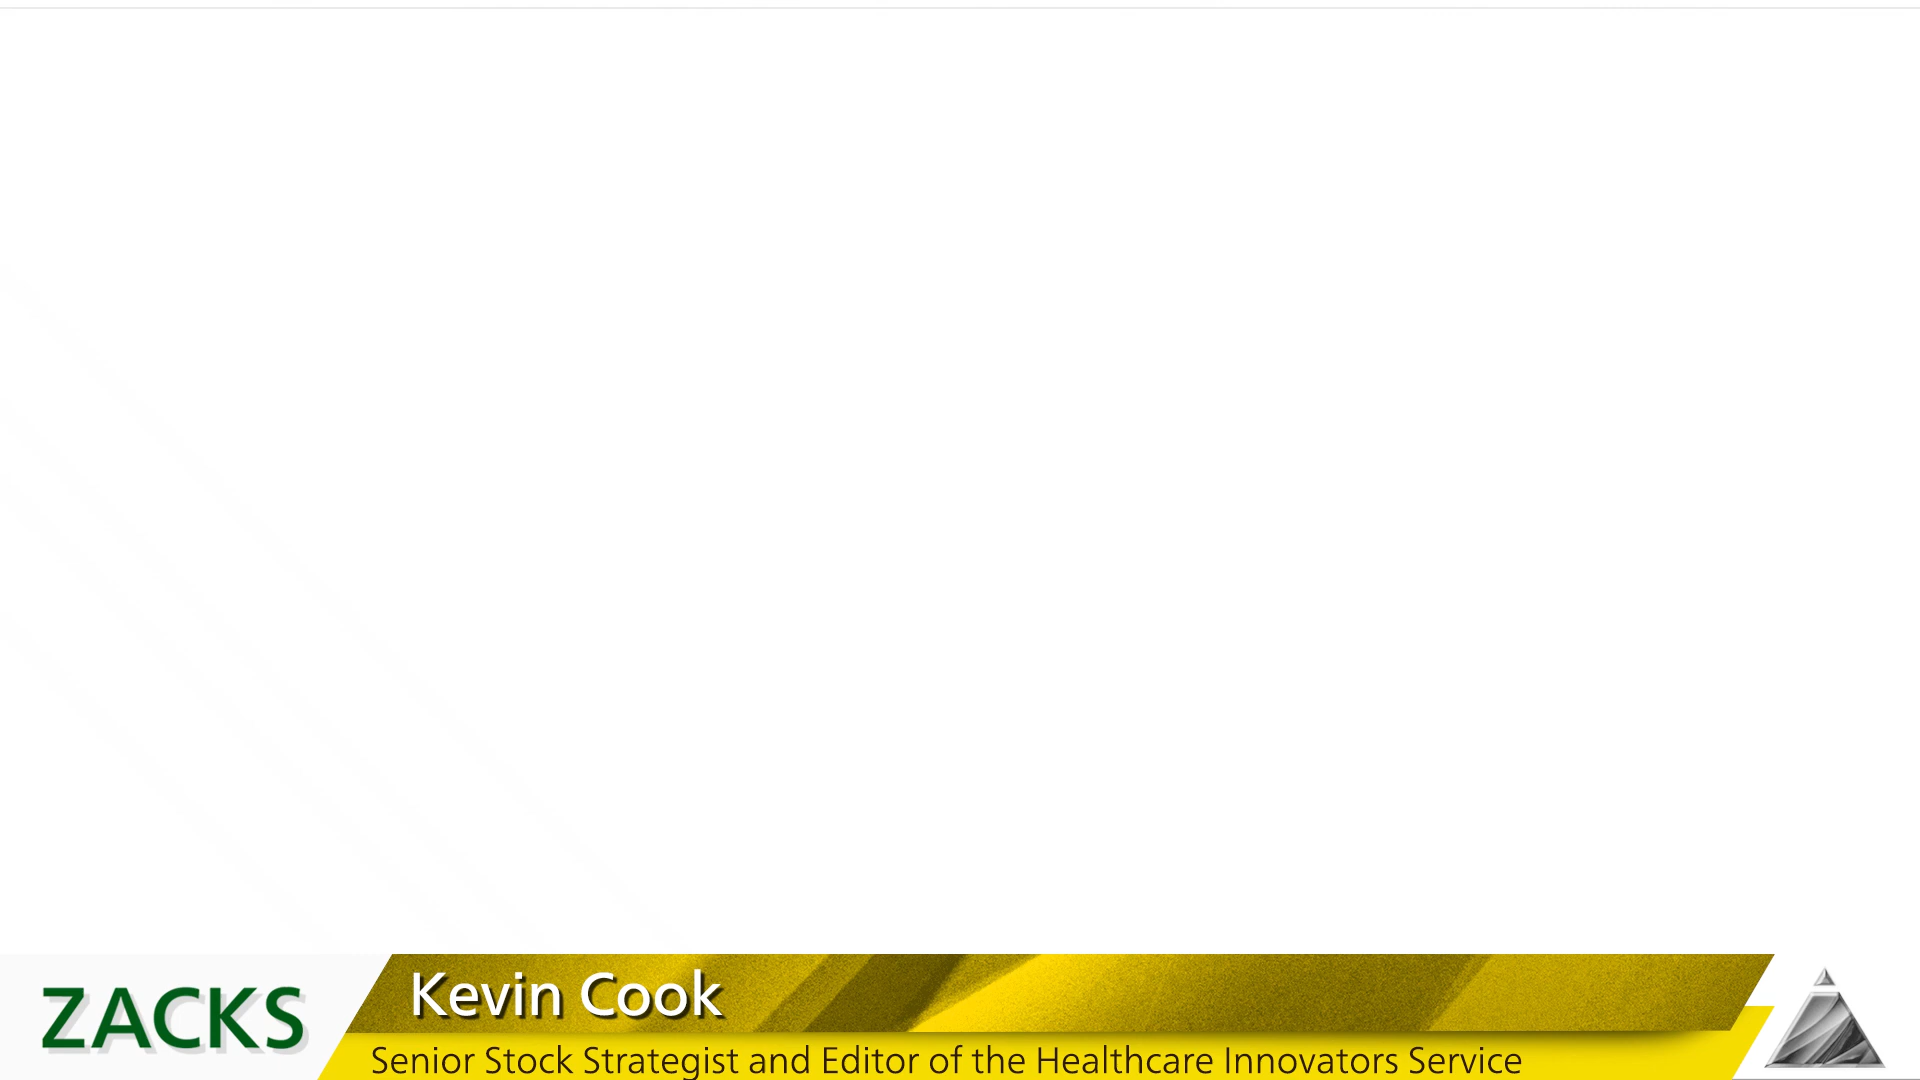 ZACKS
Kevin Cook
Senior Stock Strategist and Editor of the Healthcare Innovators Service